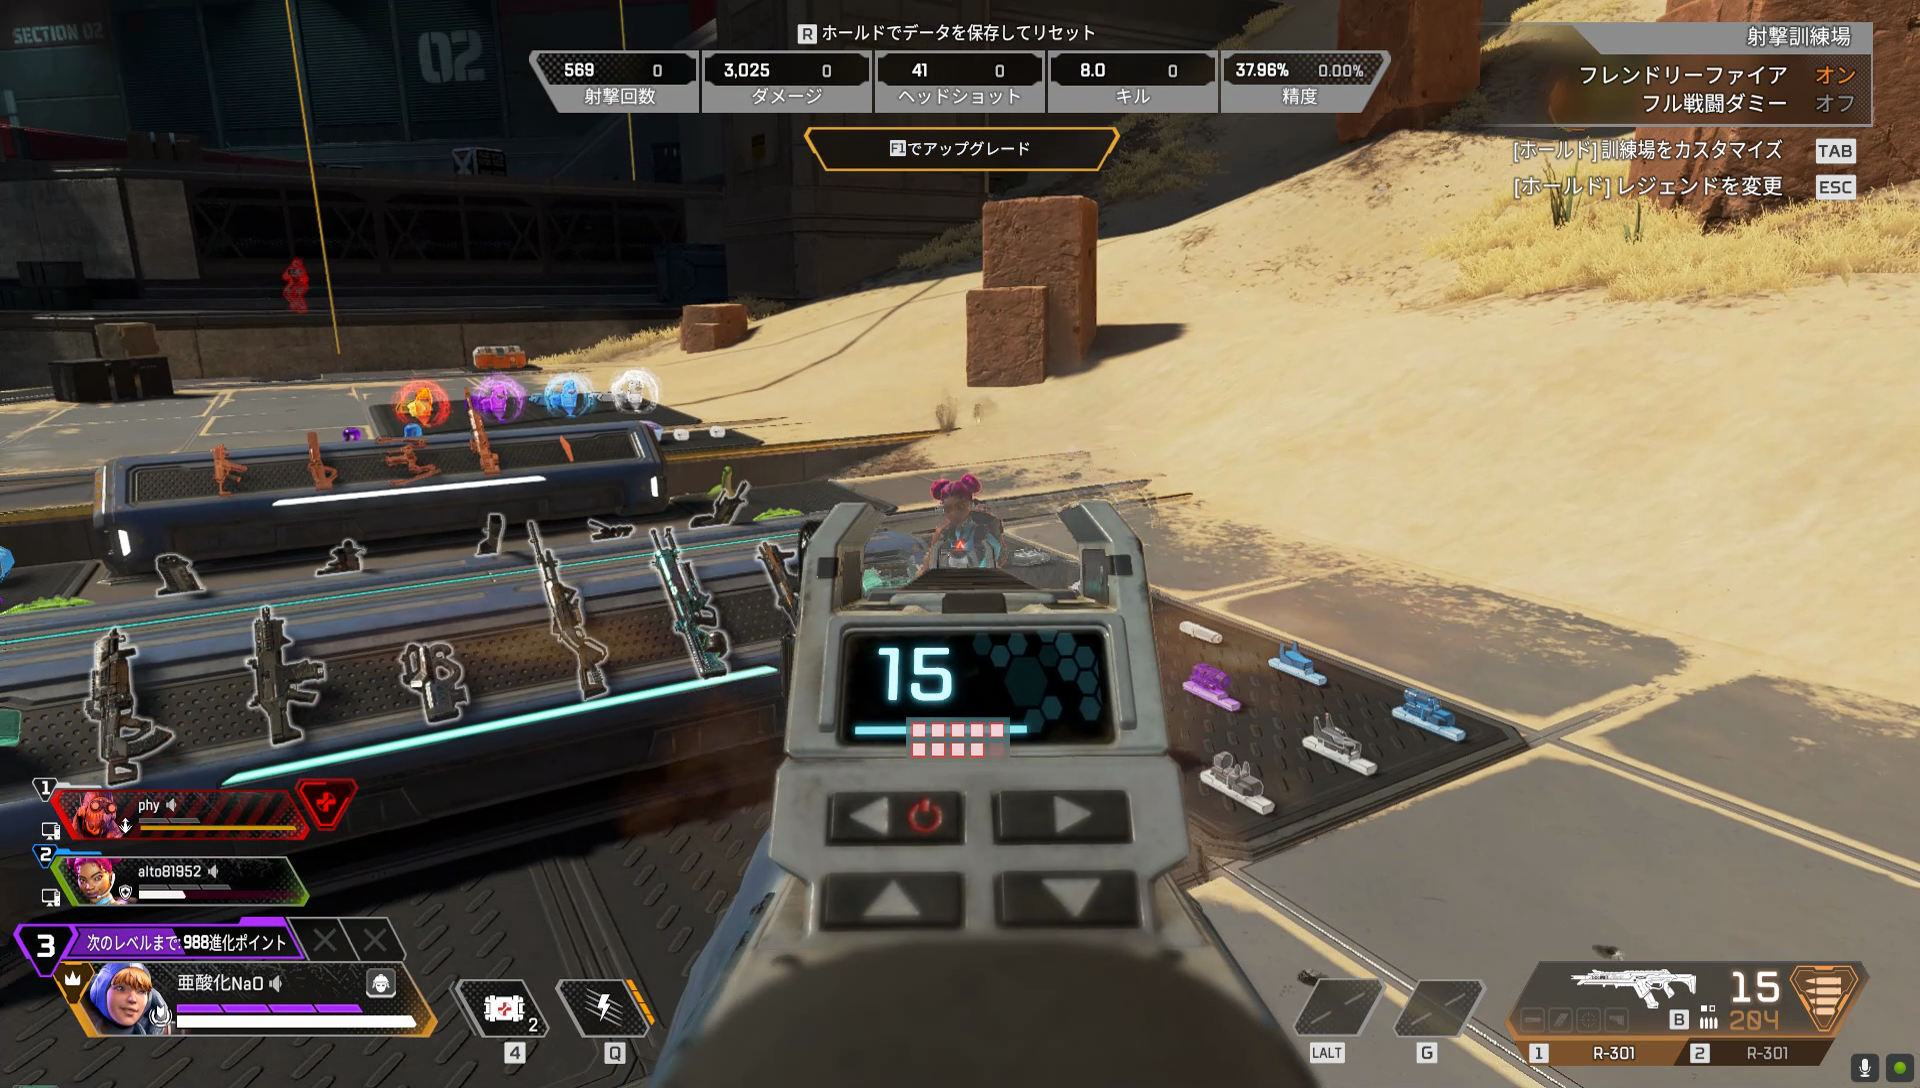 SECTION 02
02
R ホールドでデータを保存してリセット
569 0
射撃回数
3,025 0
ダメージ
41 0
ヘッドショット
8.0 0
キル
37.96% 0.00%
精度
F1でアップグレード
射撃訓練場
フレンドリーファイア オン
フル戦闘ダミー オフ
[ホールド] 訓練場をカスタマイズ TAB
[ホールド] レジェンドを変更 ESC
15
1
phy
2
alto81952
3
次のレベルまで:988進化ポイント
亜酸化NaO
2
4
Q
LALT
G
15
B 204
1 R-301
2 R-301